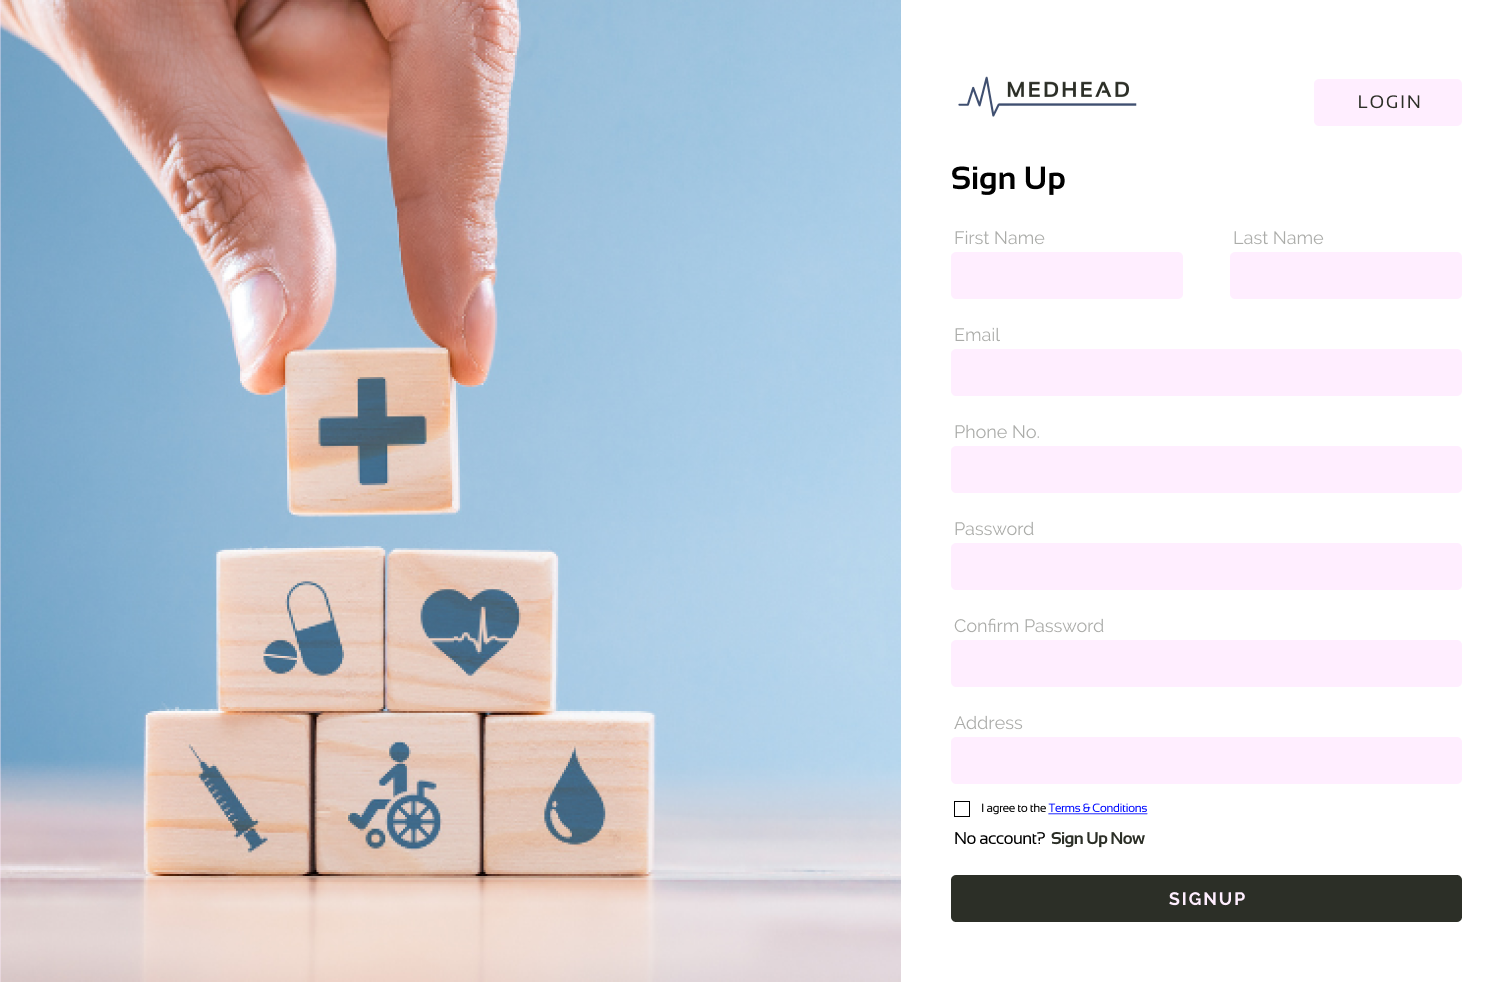 MEDHEAD
LOGIN
Sign Up
First Name
Last Name
Email
Phone No.
Password
Confirm Password
Address
I agree to the Terms & Conditions
No account? Sign Up Now
SIGNUP